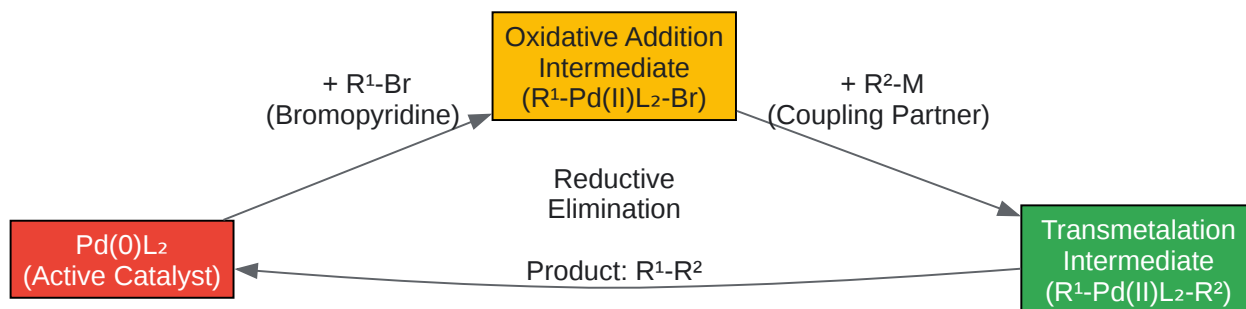 Oxidative Addition
Intermediate
(R¹-Pd(II)L₂-Br)
+ R¹-Br
(Bromopyridine)
+ R²-M
(Coupling Partner)
Reductive
Elimination
Pd(0)L₂
(Active Catalyst)
Product: R¹-R²
Transmetalation
Intermediate
(R¹-Pd(II)L₂-R²)